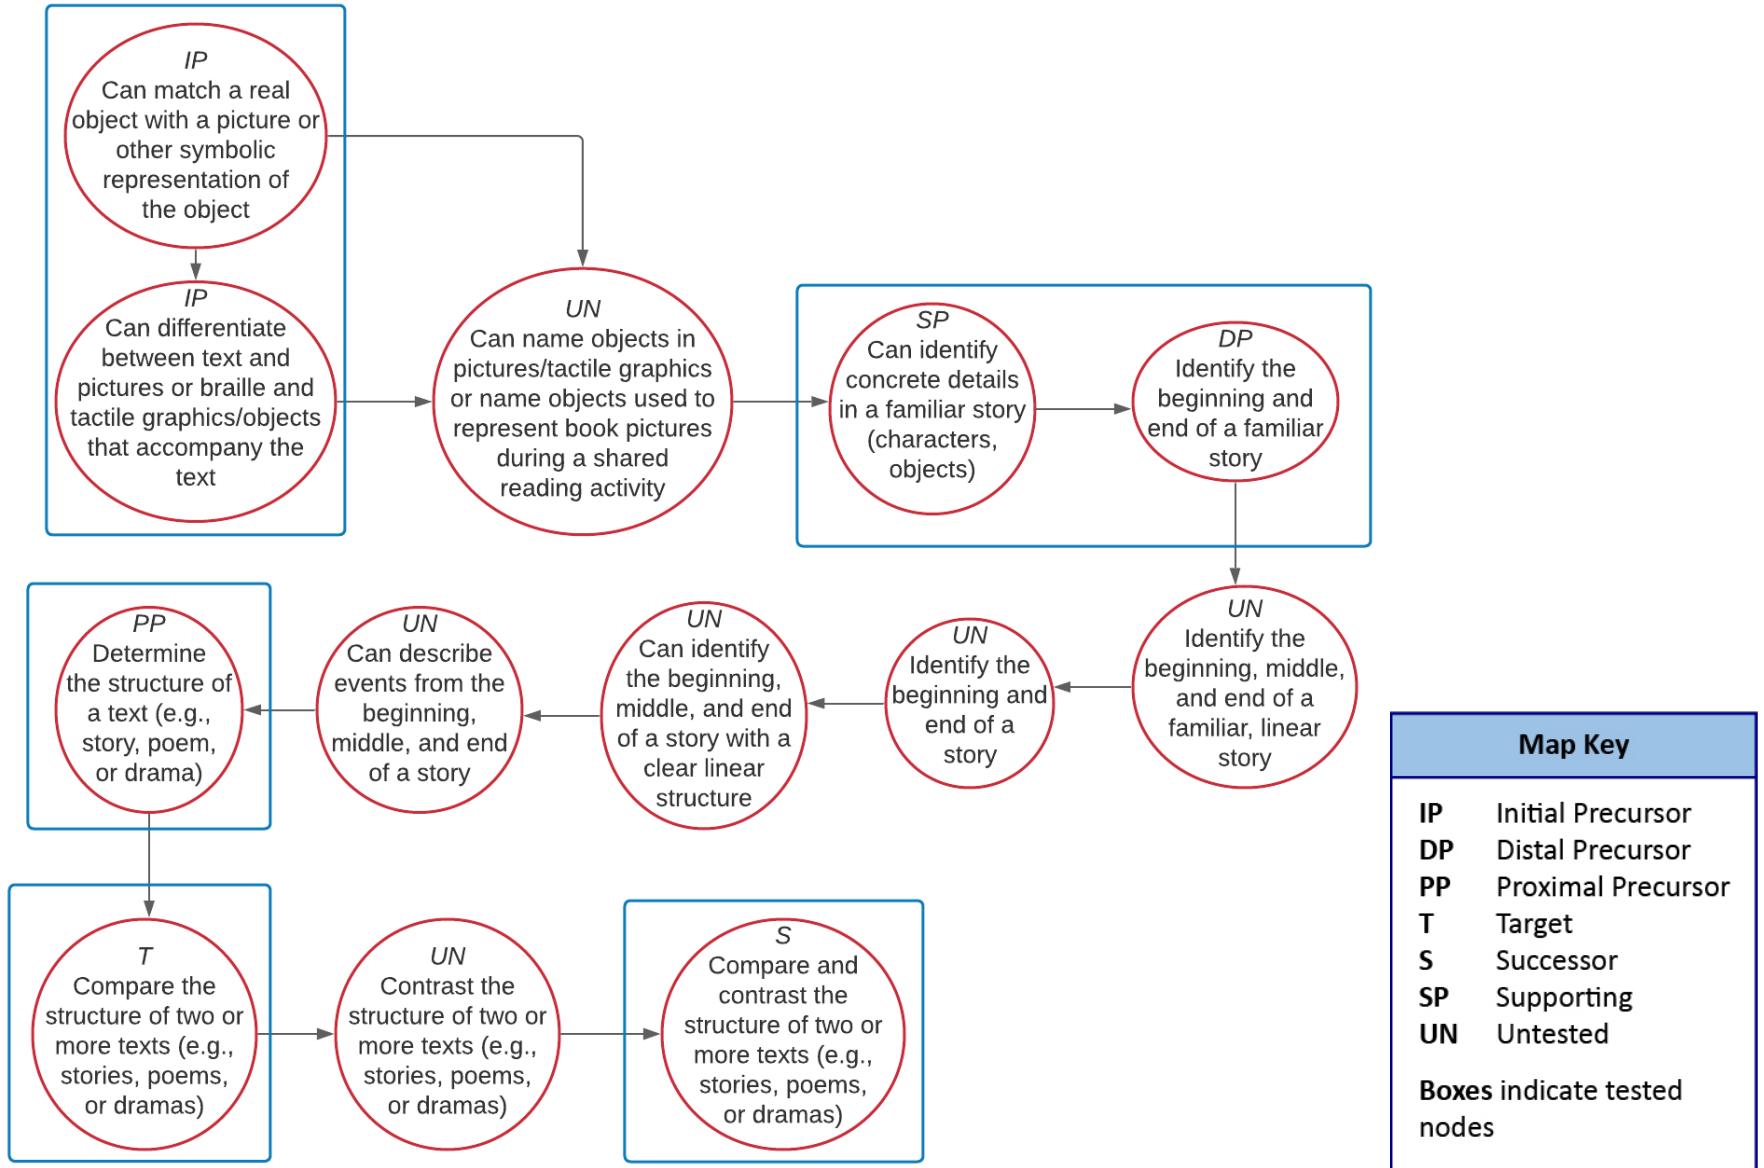 IP
Can match a real
object with a picture or
other symbolic
representation of
the object
IP
Can differentiate
between text and
pictures or braille and
tactile graphics/objects
that accompany the
text
UN
Can name objects in
pictures/tactile graphics
or name objects used to
represent book pictures
during a shared
reading activity
SP
Can identify
concrete details
in a familiar story
(characters,
objects)
DP
Identify the
beginning and
end of a familiar
story
UN
Identify the
beginning, middle,
and end of a
familiar, linear
story
UN
Identify the
beginning and
end of a
story
UN
Can identify
the beginning,
middle, and end
of a story with a
clear linear
structure
UN
Can describe
events from the
beginning,
middle, and end
of a story
PP
Determine
the structure of
a text (e.g.,
story, poem,
or drama)
T
Compare the
structure of two or
more texts (e.g.,
stories, poems,
or dramas)
UN
Contrast the
structure of two or
more texts (e.g.,
stories, poems,
or dramas)
S
Compare and
contrast the
structure of two or
more texts (e.g.,
stories, poems,
or dramas)
Map Key
IP Initial Precursor
DP Distal Precursor
PP Proximal Precursor
T Target
S Successor
SP Supporting
UN Untested
Boxes indicate tested
nodes